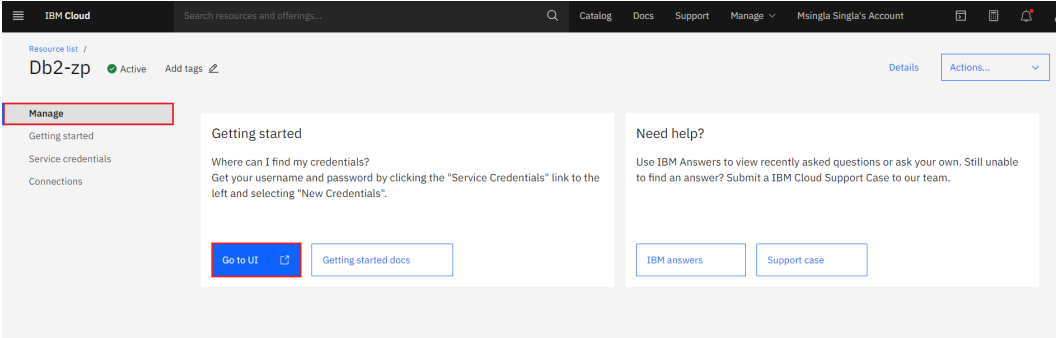 IBM Cloud
Search resources and offerings...
Catalog
Docs
Support
Manage
Msingla Singla's Account
Resource list /
Db2-zp
Active
Add tags
Details
Actions...
Manage
Getting started
Service credentials
Connections
Getting started
Where can I find my credentials?
Get your username and password by clicking the "Service Credentials" link to the
left and selecting "New Credentials".
Go to UI
Getting started docs
Need help?
Use IBM Answers to view recently asked questions or ask your own. Still unable
to find an answer? Submit a IBM Cloud Support Case to our team.
IBM answers
Support case